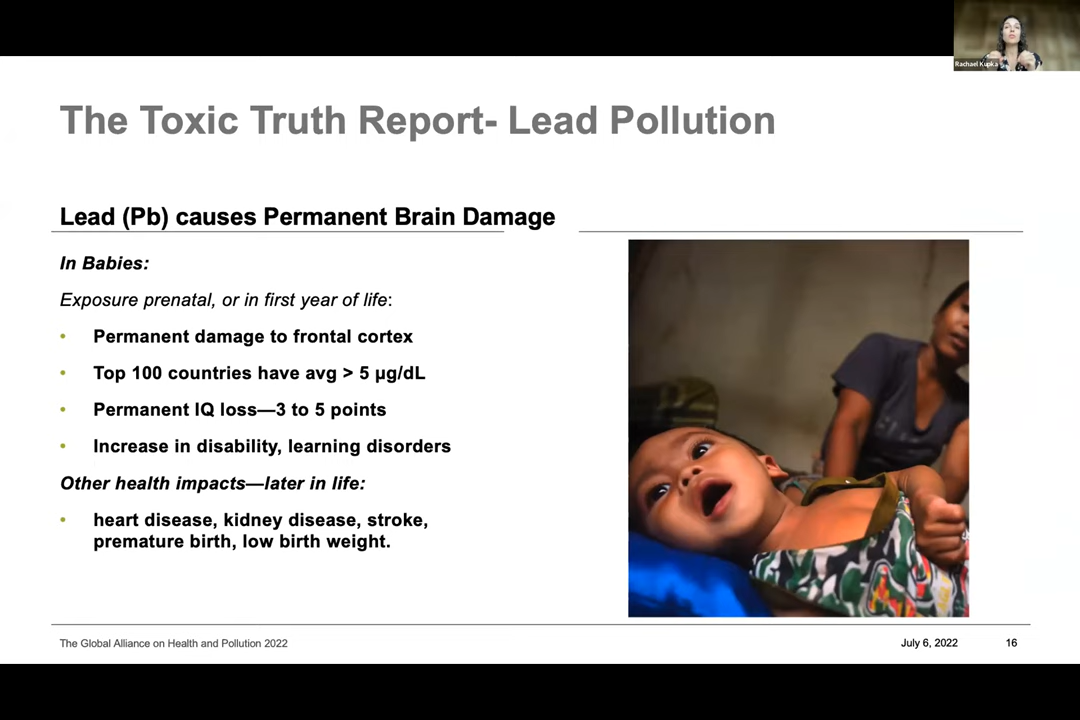 Rachael Kupka
The Toxic Truth Report- Lead Pollution
Lead (Pb) causes Permanent Brain Damage
In Babies:
Exposure prenatal, or in first year of life:
• Permanent damage to frontal cortex
• Top 100 countries have avg > 5 µg/dL
• Permanent IQ loss—3 to 5 points
• Increase in disability, learning disorders
Other health impacts—later in life:
• heart disease, kidney disease, stroke,
premature birth, low birth weight.
The Global Alliance on Health and Pollution 2022
July 6, 2022
16